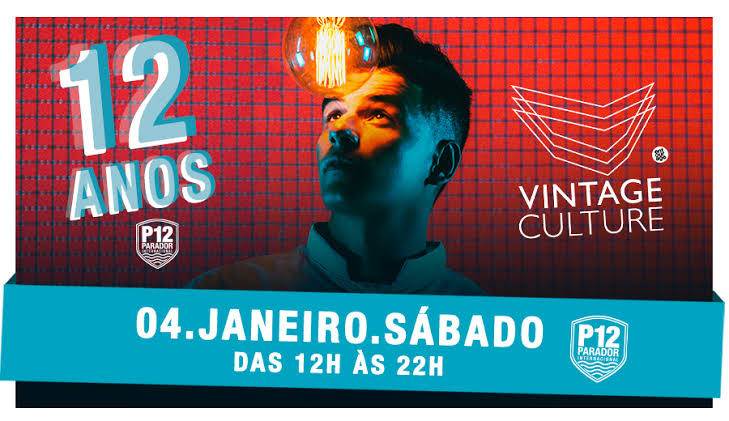 12
ANOS
P12
PARADOR
INTERNACIONAL
VINTAGE
CULTURE
04.JANEIRO.SÁBADO
DAS 12H ÀS 22H
P12
PARADOR
INTERNACIONAL